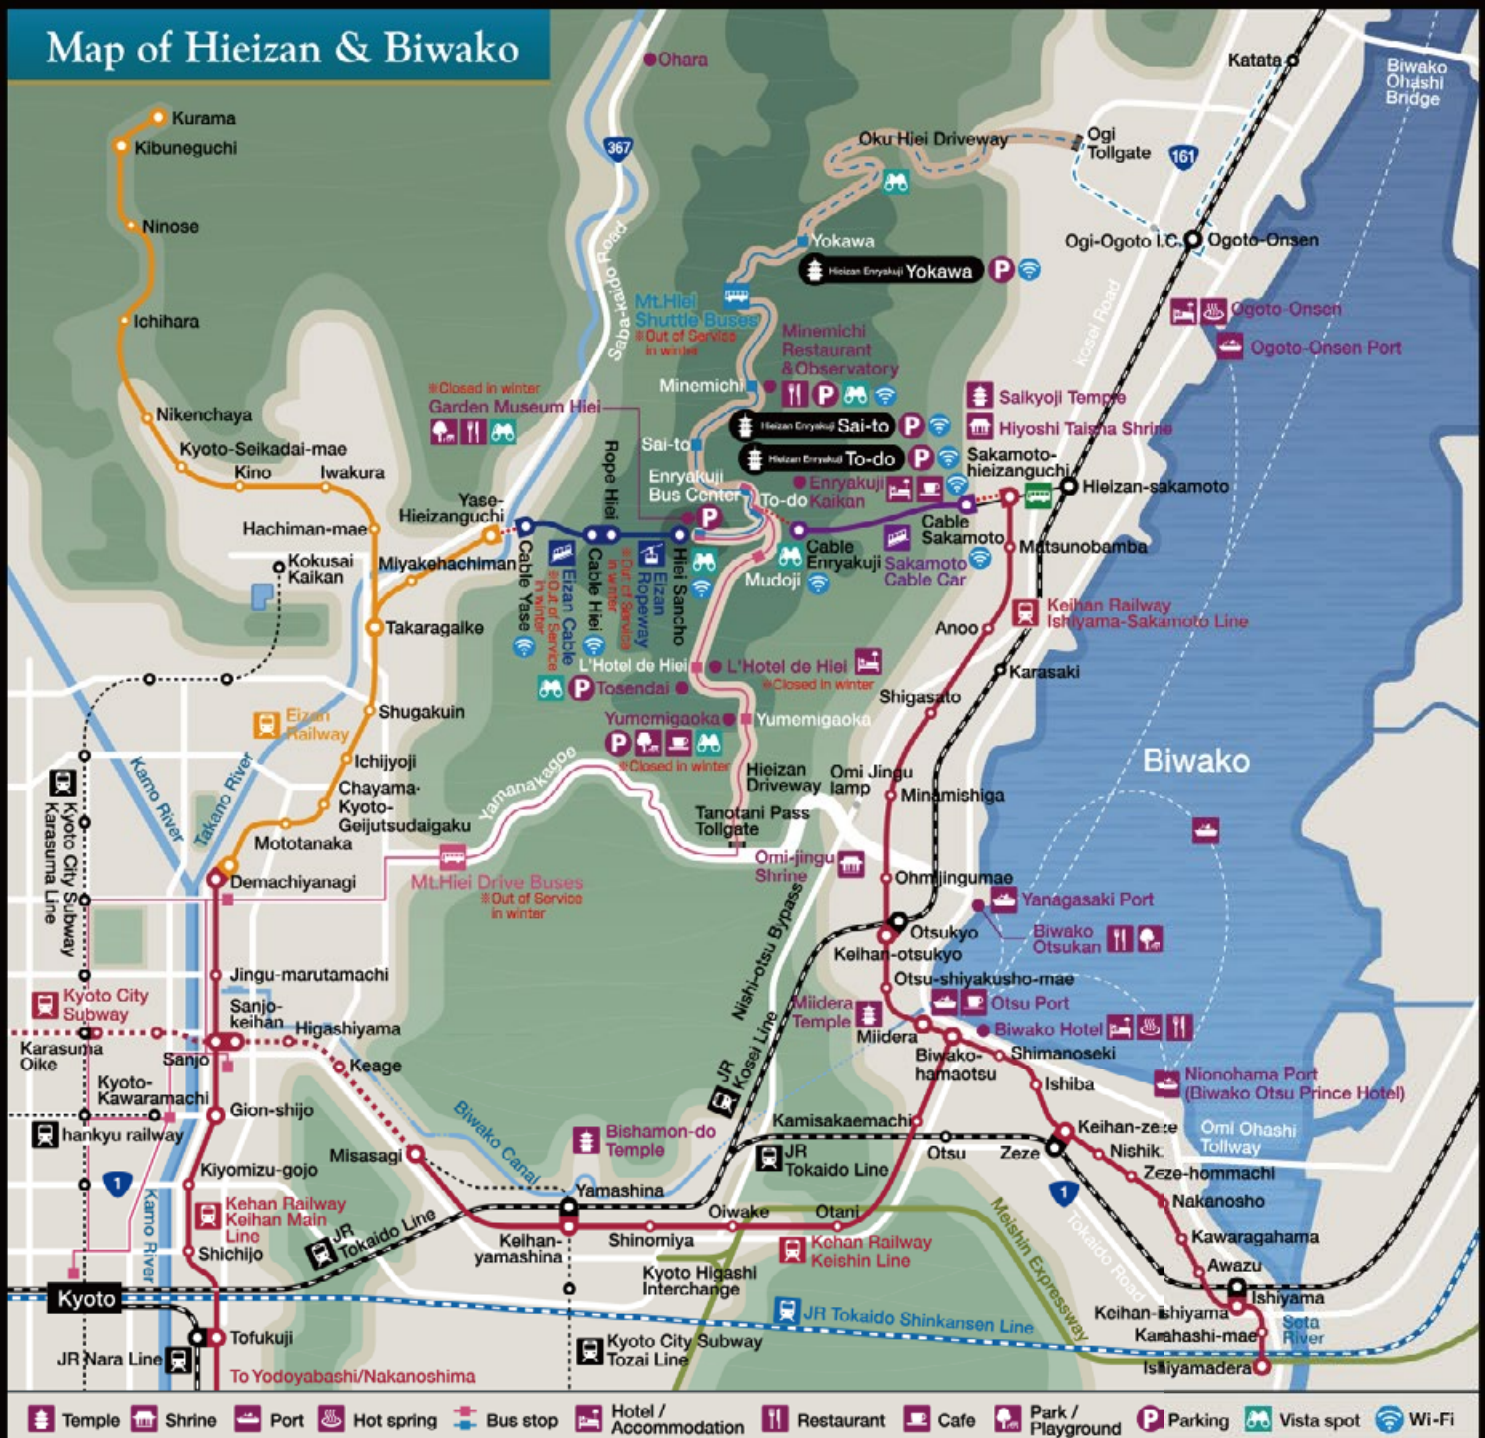 Map of Hieizan & Biwako
Ohara
Katata
Biwako
Ohashi
Bridge
Kurama
Kibuneguchi
367
Oku Hiei Driveway
Ogi
Tollgate
161
Ninose
Saba-kaido Road
Yokawa
Ogi-Ogoto I.C.
Ogoto-Onsen
Hieizan Enryakuji Yokawa
P
Ichihara
Mt.Hiei
Shuttle Buses
※Out of Service
in winter
Kosei Road
Ogoto-Onsen
Ogoto-Onsen Port
Minemichi
Restaurant
&Observatory
P
Minemichi
※Closed in winter
Garden Museum Hiei
Saikyoji Temple
Hiyoshi Taisha Shrine
Nikenchaya
Hieizan Enryakuji Sai-to
P
Sai-to
Kyoto-Seikadai-mae
Kino
Iwakura
Hieizan Enryakuji To-do
P
Sakamoto-
hieizanguchi
Hieizan-sakamoto
Rope Hiei
Enryakuji
Bus Center
To-do
Enryakuji
Kaikan
Yase-
Hieizanguchi
P
Hachiman-mae
Cable
Sakamoto
Matsunobamba
Kokusai
Kaikan
Miyakehachiman
Cable Yase
Eizan Cable
※Out of Service
in winter
Cable Hiei
※Out of Service
in winter
Eizan
Ropeway
Hiei Sancho
Mudoji
Cable
Enryakuji
Sakamoto
Cable Car
Keihan Railway
Ishiyama-Sakamoto Line
Takaragaike
Anoo
Karasaki
L'Hotel de Hiei
L'Hotel de Hiei
※Closed in winter
P
Tosendai
Shigasato
Shugakuin
Eizan
Railway
Yumemigaoka
Yumemigaoka
P
※Closed in winter
Ichijyoji
Kamo River
Takano River
Yamanakagoe
Hieizan
Driveway
Omi Jingu
lamp
Biwako
Chayama-
Kyoto-
Geijutsudaigaku
Minamishiga
Tanotani Pass
Tollgate
Mototanaka
Kyoto City Subway
Karasuma Line
Omi-jingu
Shrine
Ohmijingumae
Demachiyanagi
Mt.Hiei Drive Buses
※Out of Service
in winter
Yanagasaki Port
Otsukyo
Biwako
Otsukan
Keihan-otsukyo
Nishi-otsu Bypass
Jingu-marutamachi
Otsu-shiyakusho-mae
Kyoto City
Subway
Sanjo-
keihan
Higashiyama
Miidera
Temple
Otsu Port
Miidera
Biwako Hotel
Karasuma
Oike
Sanjo
Keage
JR
Kosei Line
Biwako-
hamaotsu
Shimanoseki
Ishiba
Nionohama Port
(Biwako Otsu Prince Hotel)
Kyoto-
Kawaramachi
Gion-shijo
Biwako Canal
Bishamon-do
Temple
Kamisakaemachi
Keihan-zeze
Omi Ohashi
Tollway
hankyu railway
Misasagi
JR
Tokaido Line
Otsu
Zeze
Nishik
Zeze-hommachi
Kiyomizu-gojo
1
Yamashina
1
Nakanosho
Kamo River
Kehan Railway
Keihan Main
Line
JR
Tokaido Line
Oiwake
Otani
Meishin Expressway
Tokaido Road
Kawaragahama
Shichijo
Keihan-
yamashina
Shinomiya
Kehan Railway
Keishin Line
Awazu
Kyoto Higashi
Interchange
Ishiyama
Kyoto
Keihan-ishiyama
JR Tokaido Shinkansen Line
Seta
River
Tofukuji
Kyoto City Subway
Tozai Line
Karahashi-mae
JR Nara Line
Ishiyamadera
To Yodoyabashi/Nakanoshima
Temple
Shrine
Port
Hot spring
Bus stop
Hotel /
Accommodation
Restaurant
Cafe
Park /
Playground
P
Parking
Vista spot
Wi-Fi